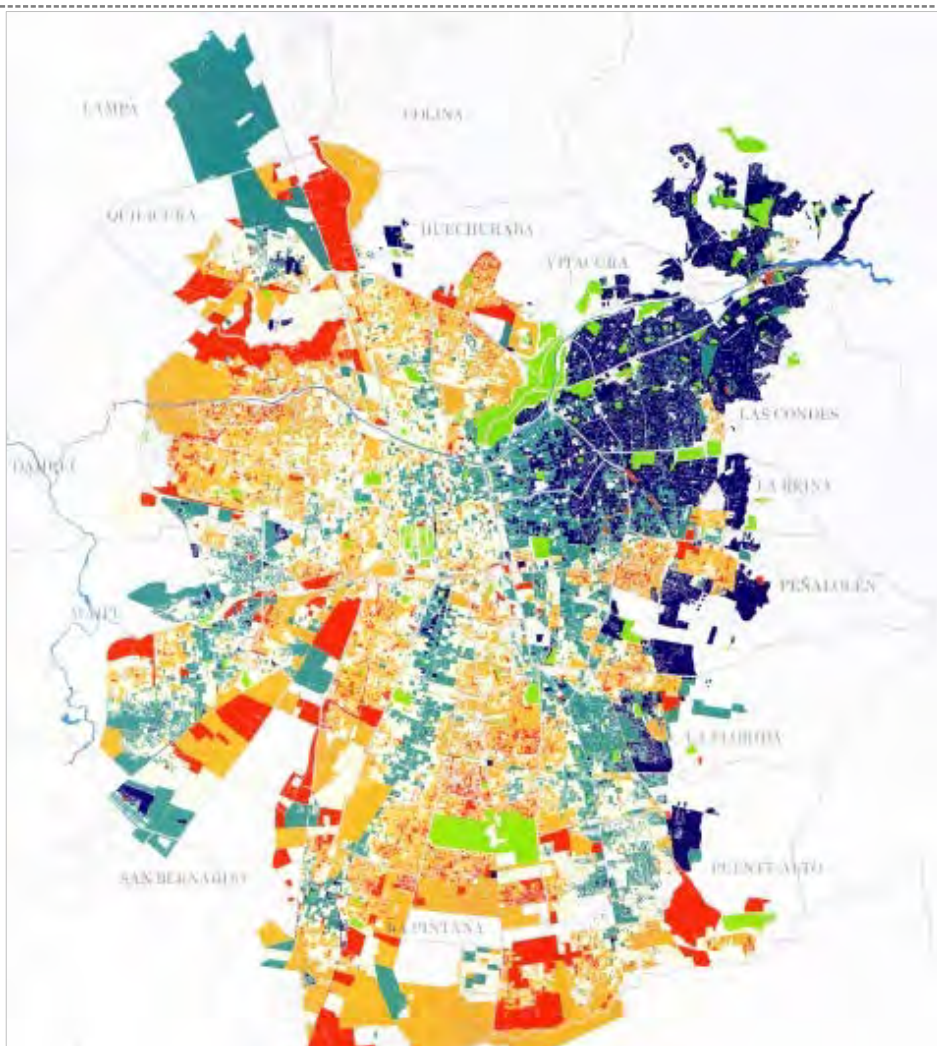 LAMPA
COLINA
QUILICURA
HUECHURABA
VITACURA
LAS CONDES
LA REINA
PEÑALOLÉN
MAIPÚ
LA FLORIDA
SAN BERNARDO
PUENTE ALTO
LA PINTANA